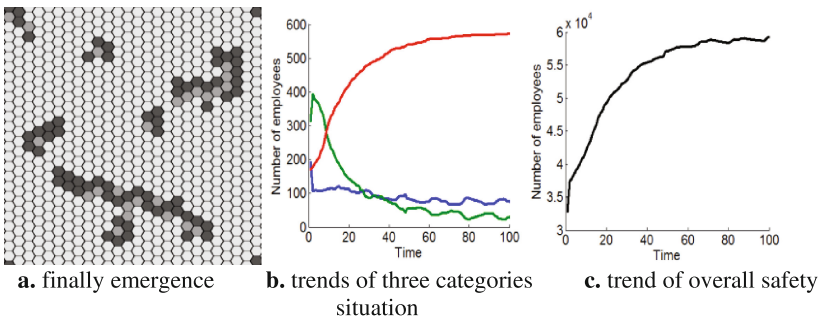 600
500
400
300
200
100
0
Number of employees
0 20 40 60 80 100
Time
x 10^4
6
5.5
5
4.5
4
3.5
3
Number of employees
0 20 40 60 80 100
Time
a. finally emergence
b. trends of three categories
situation
c. trend of overall safety